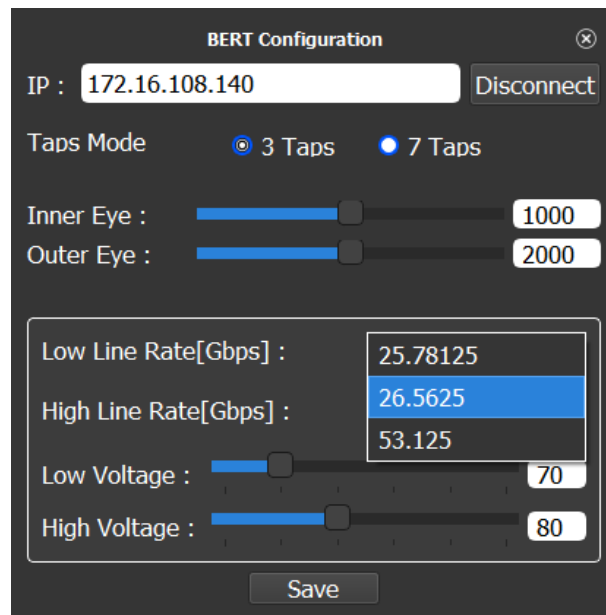 BERT Configuration
IP : 172.16.108.140 Disconnect
Taps Mode 3 Taps 7 Taps
Inner Eye : 1000
Outer Eye : 2000
Low Line Rate[Gbps] : 25.78125
26.5625
High Line Rate[Gbps] :
53.125
Low Voltage : 70
High Voltage : 80
Save